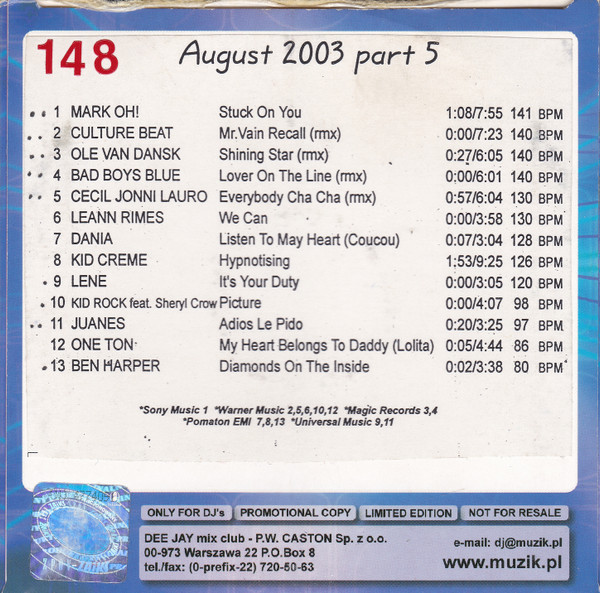 148 August 2003 part 5
1 MARK OH! Stuck On You 1:08/7:55 141 BPM
2 CULTURE BEAT Mr.Vain Recall (rmx) 0:00/7:23 140 BPM
3 OLE VAN DANSK Shining Star (rmx) 0:27/6:05 140 BPM
4 BAD BOYS BLUE Lover On The Line (rmx) 0:00/6:01 140 BPM
5 CECIL JONNI LAURO Everybody Cha Cha (rmx) 0:57/6:04 130 BPM
6 LEANN RIMES We Can 0:00/3:58 130 BPM
7 DANIA Listen To May Heart (Coucou) 0:07/3:04 128 BPM
8 KID CREME Hypnotising 1:53/9:25 126 BPM
9 LENE It's Your Duty 0:00/3:05 120 BPM
10 KID ROCK feat. Sheryl Crow Picture 0:00/4:07 98 BPM
11 JUANES Adios Le Pido 0:20/3:25 97 BPM
12 ONE TON My Heart Belongs To Daddy (Lolita) 0:05/4:44 86 BPM
13 BEN HARPER Diamonds On The Inside 0:02/3:38 80 BPM
*Sony Music 1 *Warner Music 2,5,6,10,12 *Magic Records 3,4
*Pomaton EMI 7,8,13 *Universal Music 9,11
ONLY FOR DJ's PROMOTIONAL COPY LIMITED EDITION NOT FOR RESALE
DEE JAY mix club - P.W. CASTON Sp. z o.o.
00-973 Warszawa 22 P.O.Box 8
tel./fax: (0-prefix-22) 720-50-63
e-mail: dj@muzik.pl
www.muzik.pl